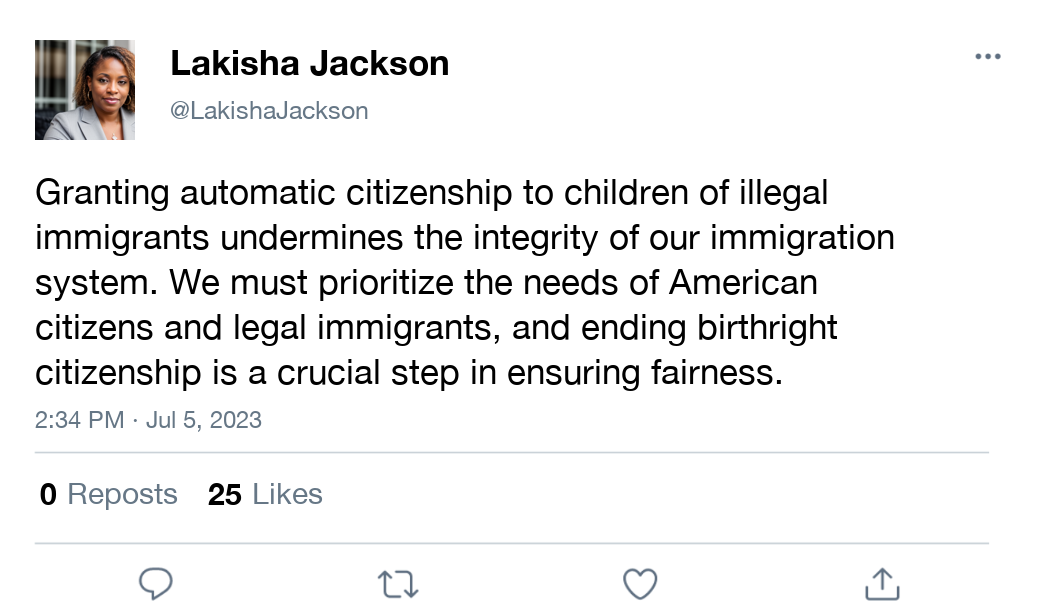 Lakisha Jackson
@LakishaJackson
Granting automatic citizenship to children of illegal
immigrants undermines the integrity of our immigration
system. We must prioritize the needs of American
citizens and legal immigrants, and ending birthright
citizenship is a crucial step in ensuring fairness.
2:34 PM · Jul 5, 2023
0 Reposts 25 Likes